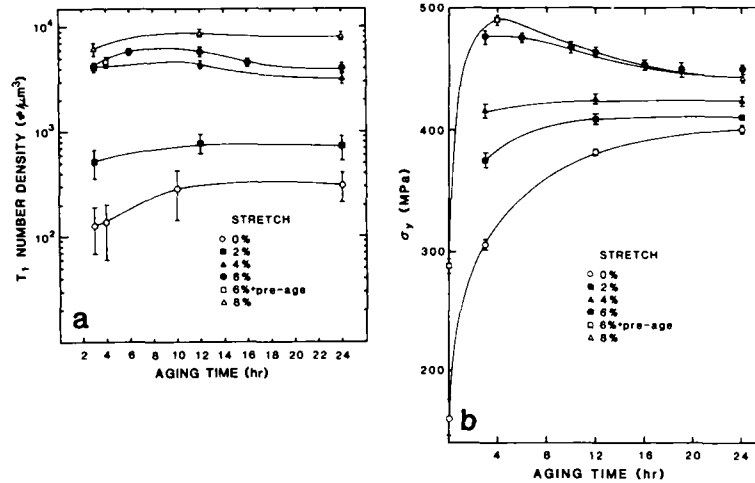 10⁴
10³
10²
T₁ NUMBER DENSITY (#/μm³)
STRETCH
0%
2%
4%
6%
6%+pre-age
8%
a
2 4 6 8 10 12 14 16 18 20 22 24
AGING TIME (hr)
500
400
300
200
σy (MPa)
STRETCH
0%
2%
4%
6%
6%+pre-age
8%
b
4 8 12 16 20 24
AGING TIME (hr)